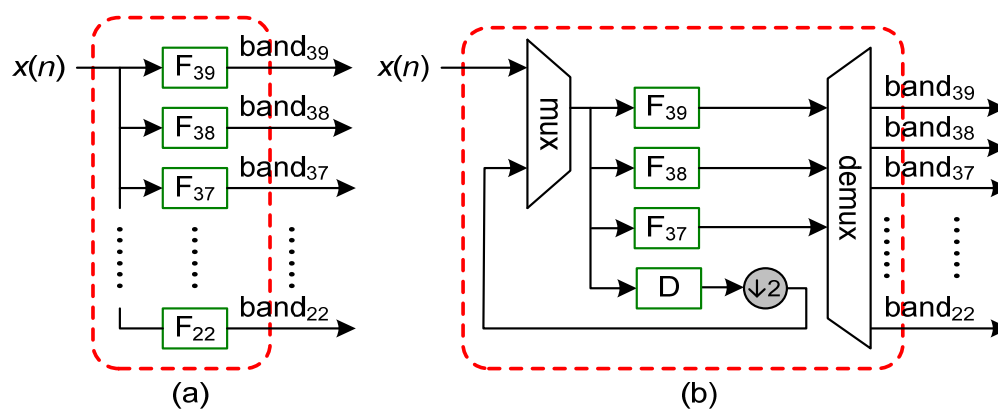 x(n)
F39
band39
F38
band38
F37
band37
F22
band22
(a)
x(n)
mux
F39
F38
F37
D
↓2
demux
band39
band38
band37
band22
(b)